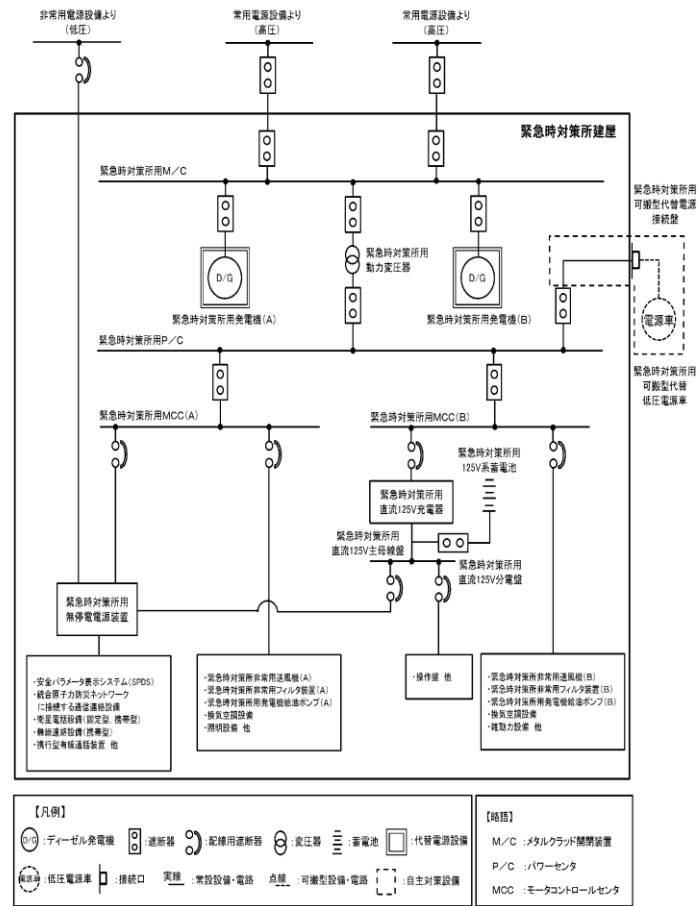 非常用電源設備より
(低圧)
常用電源設備より
(高圧)
常用電源設備より
(高圧)
緊急時対策所建屋
緊急時対策所用M/C
緊急時対策所用
可搬型代替電源
接続盤
緊急時対策所用
動力変圧器
D/G
D/G
緊急時対策所用発電機(A)
緊急時対策所用発電機(B)
電源車
緊急時対策所用P/C
緊急時対策所用
可搬型代替
低圧電源車
緊急時対策所用MCC(A)
緊急時対策所用MCC(B)
緊急時対策所用
125V系蓄電池
緊急時対策所用
直流125V充電器
緊急時対策所用
直流125V主母線盤
緊急時対策所用
直流125V分電盤
緊急時対策所用
無停電電源装置
・安全パラメータ表示システム(SPDS)
・統合原子力防災ネットワーク
に接続する通信連絡設備
・衛星電話設備(固定型,携帯型)
・無線連絡設備(携帯型)
・携行型有線通話装置 他
・緊急時対策所非常用送風機(A)
・緊急時対策所非常用フィルタ装置(A)
・緊急時対策所用発電機給油ポンプ(A)
・換気空調設備
・照明設備 他
・操作盤 他
・緊急時対策所非常用送風機(B)
・緊急時対策所非常用フィルタ装置(B)
・緊急時対策所用発電機給油ポンプ(B)
・換気空調設備
・雑動力設備 他
【凡例】
D/G :ディーゼル発電機
:遮断器
:配線用遮断器
:変圧器
:蓄電池
:代替電源設備
電源車 :低圧電源車
:接続口
実線 :常設設備・電路
点線 :可搬型設備・電路
:自主対策設備
【略語】
M/C :メタルクラッド開閉装置
P/C :パワーセンタ
MCC :モータコントロールセンタ